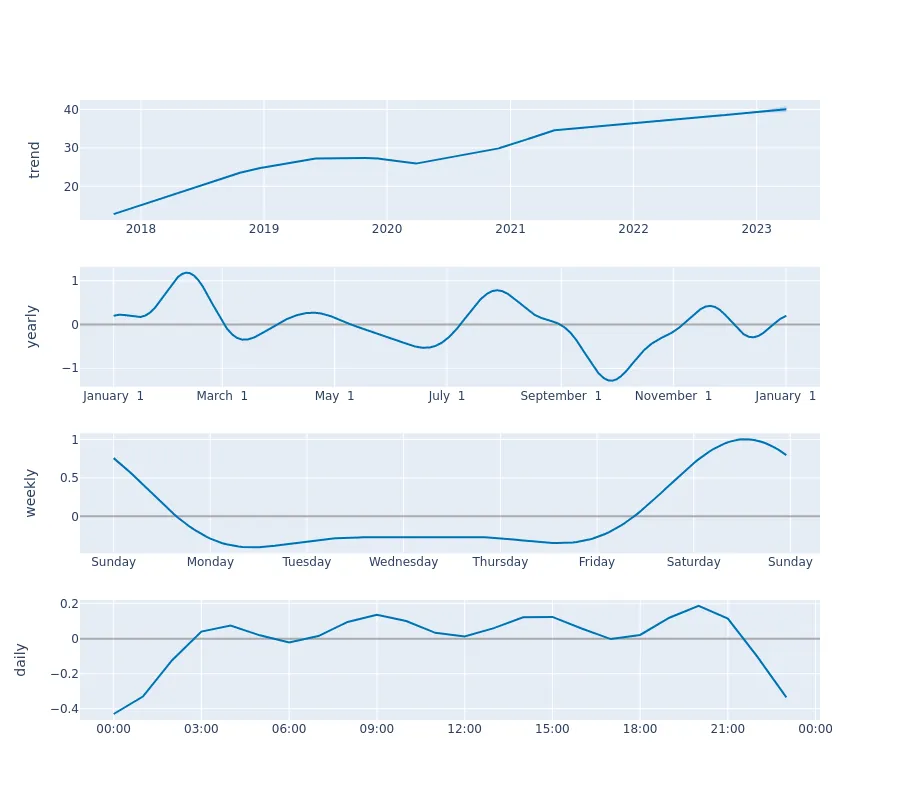 trend
40
30
20
2018 2019 2020 2021 2022 2023
yearly
1
0
−1
January 1 March 1 May 1 July 1 September 1 November 1 January 1
weekly
1
0.5
0
Sunday Monday Tuesday Wednesday Thursday Friday Saturday Sunday
daily
0.2
0
−0.2
−0.4
00:00 03:00 06:00 09:00 12:00 15:00 18:00 21:00 00:00